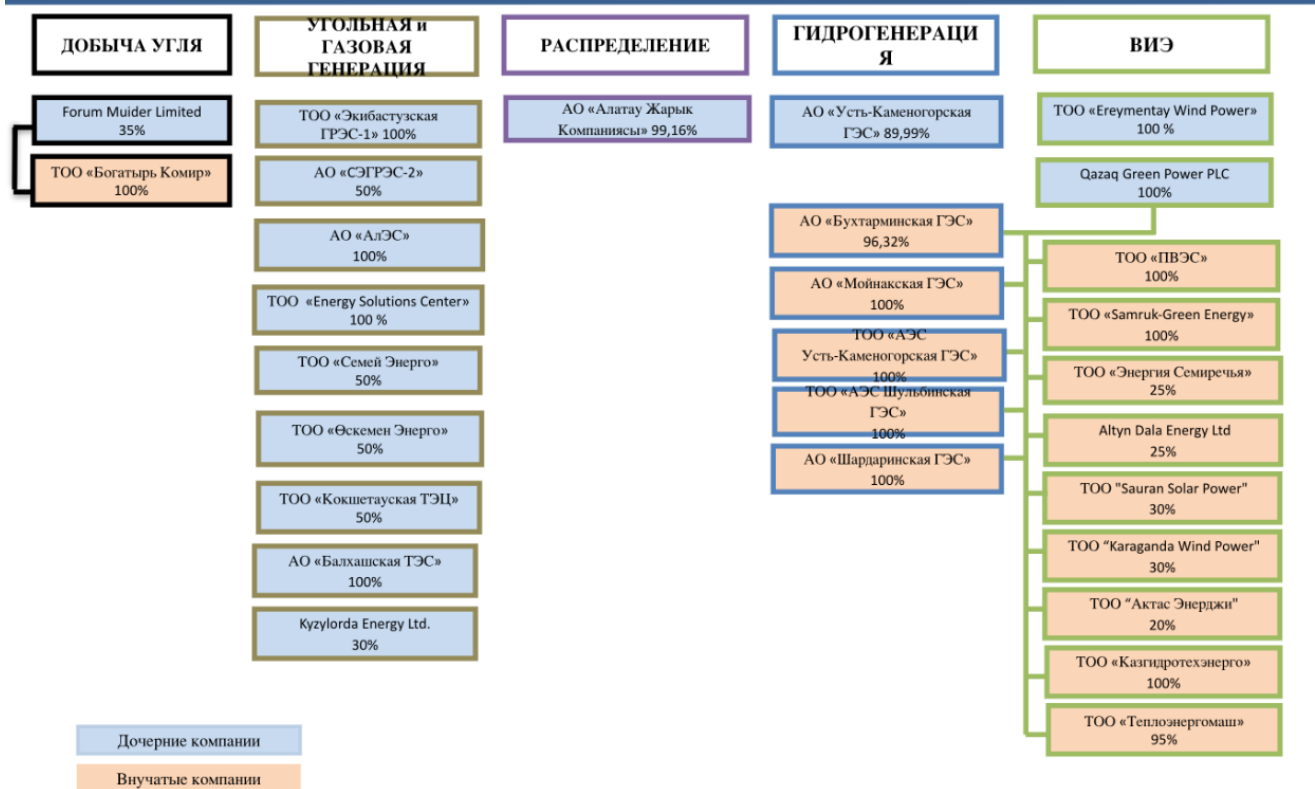 ДОБЫЧА УГЛЯ
УГОЛЬНАЯ и
ГАЗОВАЯ
ГЕНЕРАЦИЯ
РАСПРЕДЕЛЕНИЕ
ГИДРОГЕНЕРАЦИ
Я
ВИЭ
Forum Muider Limited
35%
ТОО «Богатырь Комир»
100%
ТОО «Экибастузская
ГРЭС-1» 100%
АО «СЭГРЭС-2»
50%
АО «АлЭС»
100%
ТОО «Energy Solutions Center»
100 %
ТОО «Семей Энерго»
50%
ТОО «Өскемен Энерго»
50%
ТОО «Кокшетауская ТЭЦ»
50%
АО «Балхашская ТЭС»
100%
Kyzylorda Energy Ltd.
30%
АО «Алатау Жарык
Компаниясы» 99,16%
АО «Усть-Каменогорская
ГЭС» 89,99%
АО «Бухтарминская ГЭС»
96,32%
АО «Мойнакская ГЭС»
100%
ТОО «АЭС
Усть-Каменогорская ГЭС»
100%
ТОО «АЭС Шульбинская
ГЭС»
100%
АО «Шардаринская ГЭС»
100%
ТОО «Ereymentay Wind Power»
100 %
Qazaq Green Power PLC
100%
ТОО «ПВЭС»
100%
ТОО «Samruk-Green Energy»
100%
ТОО «Энергия Семиречья»
25%
Altyn Dala Energy Ltd
25%
ТОО "Sauran Solar Power"
30%
ТОО "Karaganda Wind Power"
30%
ТОО "Актас Энерджи"
20%
ТОО «Казгидротехэнерго»
100%
ТОО «Теплоэнергомаш»
95%
Дочерние компании
Внучатые компании